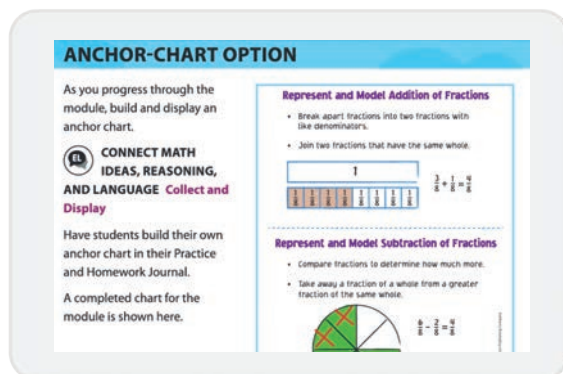 ANCHOR-CHART OPTION
As you progress through the
module, build and display an
anchor chart.
EL
CONNECT MATH
IDEAS, REASONING,
AND LANGUAGE Collect and
Display
Have students build their own
anchor chart in their Practice
and Homework Journal.
A completed chart for the
module is shown here.
Represent and Model Addition of Fractions
• Break apart fractions into two fractions with
like denominators.
• Join two fractions that have the same whole.
1
Represent and Model Subtraction of Fractions
• Compare fractions to determine how much more.
• Take away a fraction of a whole from a greater
fraction of the same whole.